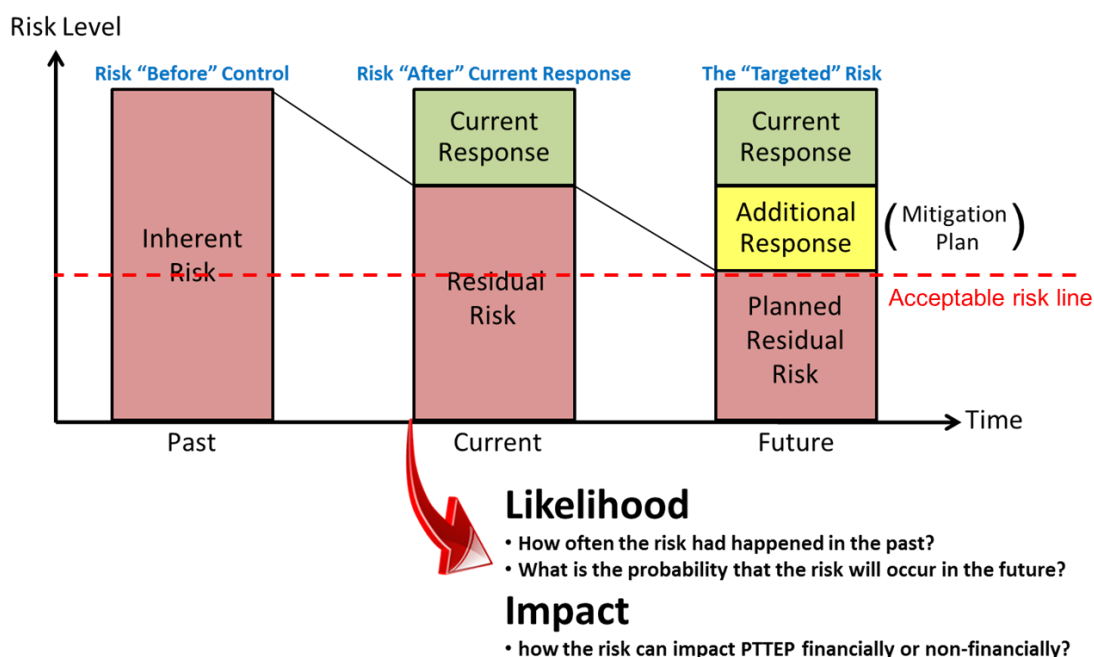 Risk Level
Risk “Before” Control
Risk “After” Current Response
The “Targeted” Risk
Inherent
Risk
Current
Response
Residual
Risk
Current
Response
Additional
Response
(Mitigation
Plan)
Acceptable risk line
Planned
Residual
Risk
Past
Current
Future
Time
Likelihood
• How often the risk had happened in the past?
• What is the probability that the risk will occur in the future?
Impact
• how the risk can impact PTTEP financially or non-financially?